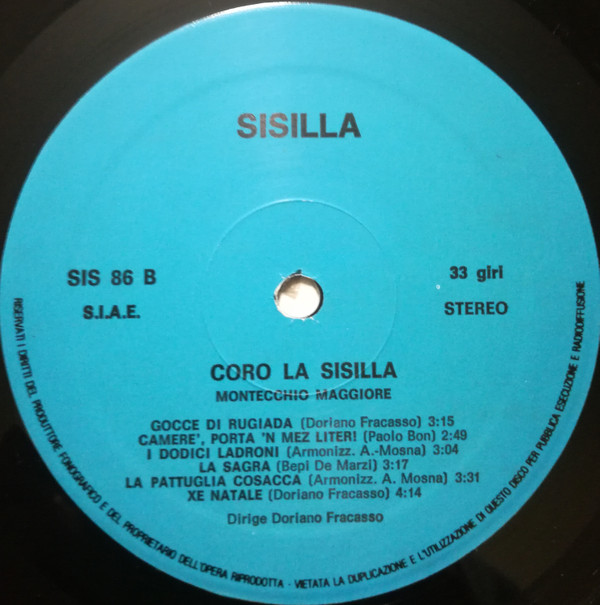 SISILLA
SIS 86 B
S.I.A.E.
33 giri
STEREO
CORO LA SISILLA
MONTECCHIO MAGGIORE
GOCCE DI RUGIADA (Doriano Fracasso) 3:15
CAMERE', PORTA 'N MEZ LITER! (Paolo Bon) 2:49
I DODICI LADRONI (Armonizz. A.-Mosna) 3:04
LA SAGRA (Bepi De Marzi) 3:17
LA PATTUGLIA COSACCA (Armonizz. A. Mosna) 3:31
XE NATALE (Doriano Fracasso) 4:14
Dirige Doriano Fracasso
RISERVATI I DIRITTI DEL PRODUTTORE FONOGRAFICO E DEL PROPRIETARIO DELL'OPERA RIPRODOTTA - VIETATA LA DUPLICAZIONE E L'UTILIZZAZIONE DI QUESTO DISCO PER PUBBLICA ESECUZIONE E RADIODIFFUSIONE